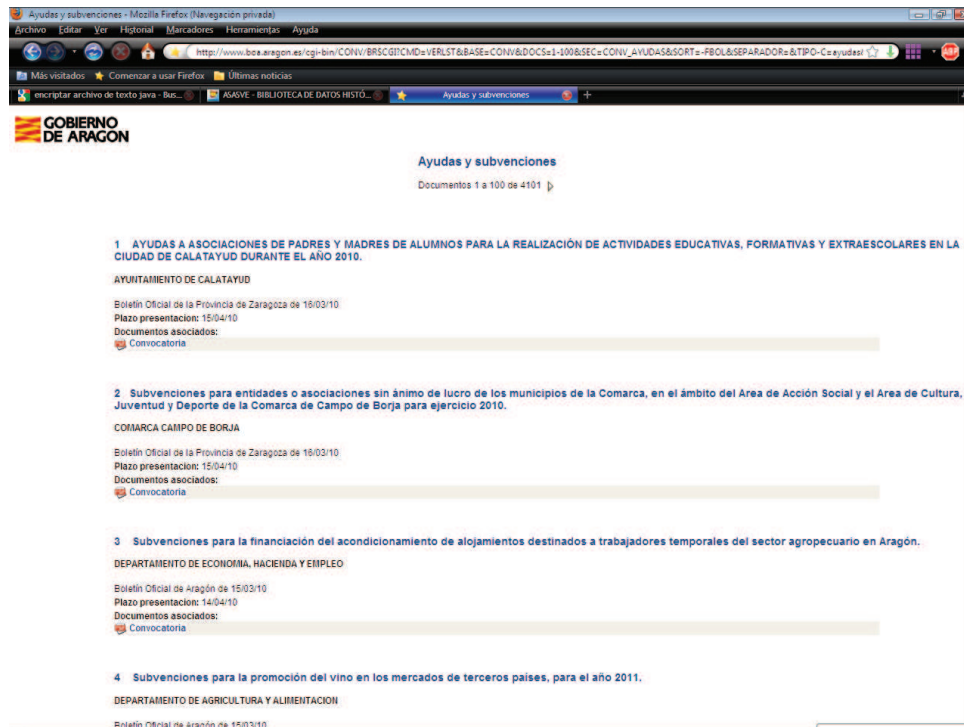 Ayudas y subvenciones - Mozilla Firefox (Navegación privada)
Archivo Editar Ver Historial Marcadores Herramientas Ayuda
http://www.boa.aragon.es/cgi-bin/CONV/BRSCGI?CMD=VERLST&BASE=CONV&DOCS=1-100&SEC=CONV_AYUDAS&SORT=-FBOL&SEPARADOR=&TIPO-C=ayudas
ABP
Más visitados Comenzar a usar Firefox Últimas noticias
encriptar archivo de texto java - Bus... ASASVE - BIBLIOTECA DE DATOS HISTÓ... Ayudas y subvenciones +
GOBIERNO
DE ARAGON
Ayudas y subvenciones
Documentos 1 a 100 de 4101
1 AYUDAS A ASOCIACIONES DE PADRES Y MADRES DE ALUMNOS PARA LA REALIZACIÓN DE ACTIVIDADES EDUCATIVAS, FORMATIVAS Y EXTRAESCOLARES EN LA
CIUDAD DE CALATAYUD DURANTE EL AÑO 2010.
AYUNTAMIENTO DE CALATAYUD
Boletín Oficial de la Provincia de Zaragoza de 16/03/10
Plazo presentacion: 15/04/10
Documentos asociados:
Convocatoria
2 Subvenciones para entidades o asociaciones sin ánimo de lucro de los municipios de la Comarca, en el ámbito del Area de Acción Social y el Area de Cultura,
Juventud y Deporte de la Comarca de Campo de Borja para ejercicio 2010.
COMARCA CAMPO DE BORJA
Boletín Oficial de la Provincia de Zaragoza de 16/03/10
Plazo presentacion: 15/04/10
Documentos asociados:
Convocatoria
3 Subvenciones para la financiación del acondicionamiento de alojamientos destinados a trabajadores temporales del sector agropecuario en Aragón.
DEPARTAMENTO DE ECONOMIA, HACIENDA Y EMPLEO
Boletín Oficial de Aragón de 15/03/10
Plazo presentacion: 14/04/10
Documentos asociados:
Convocatoria
4 Subvenciones para la promoción del vino en los mercados de terceros países, para el año 2011.
DEPARTAMENTO DE AGRICULTURA Y ALIMENTACION
Boletín Oficial de Aragón de 15/03/10